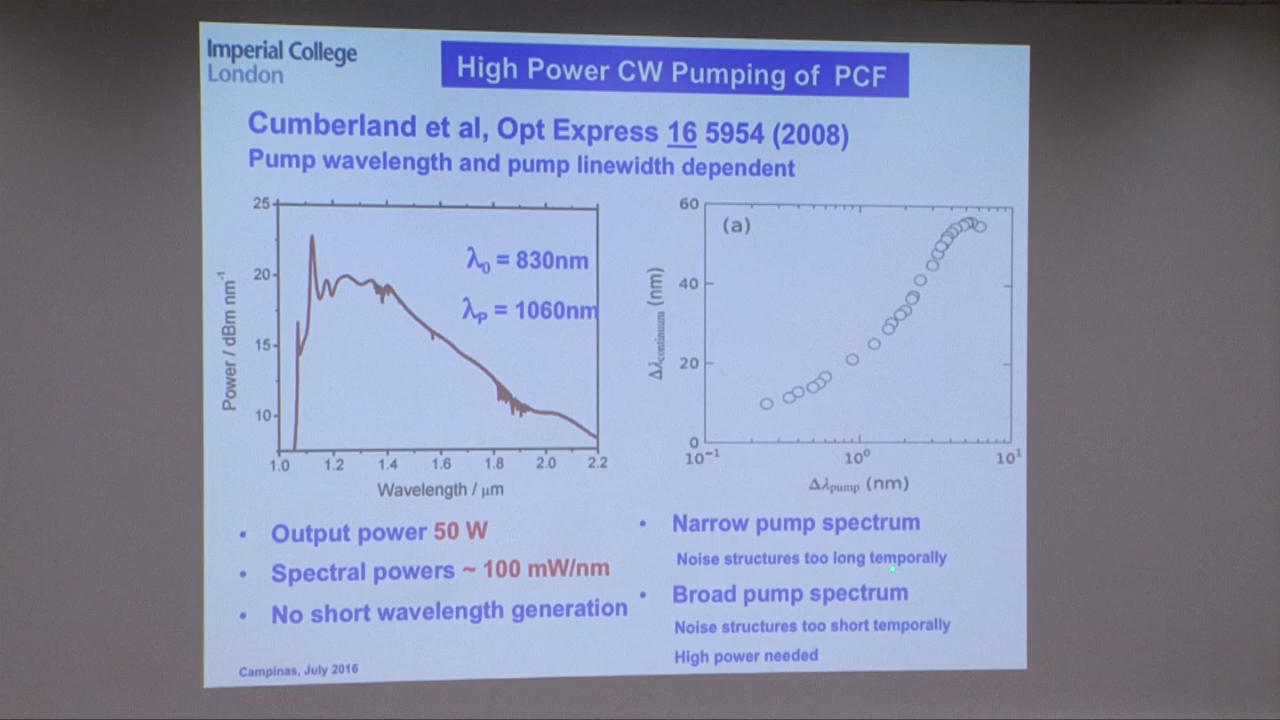 Imperial College
London
High Power CW Pumping of PCF
Cumberland et al, Opt Express 16 5954 (2008)
Pump wavelength and pump linewidth dependent
25
20
15
10
Power / dBm nm⁻¹
λ₀ = 830nm
λP = 1060nm
1.0 1.2 1.4 1.6 1.8 2.0 2.2
Wavelength / μm
60
40
20
0
Δλcontinuum (nm)
(a)
10⁻¹ 10⁰ 10¹
Δλpump (nm)
• Output power 50 W
• Spectral powers ~ 100 mW/nm
• No short wavelength generation
• Narrow pump spectrum
Noise structures too long temporally
• Broad pump spectrum
Noise structures too short temporally
High power needed
Campinas, July 2016